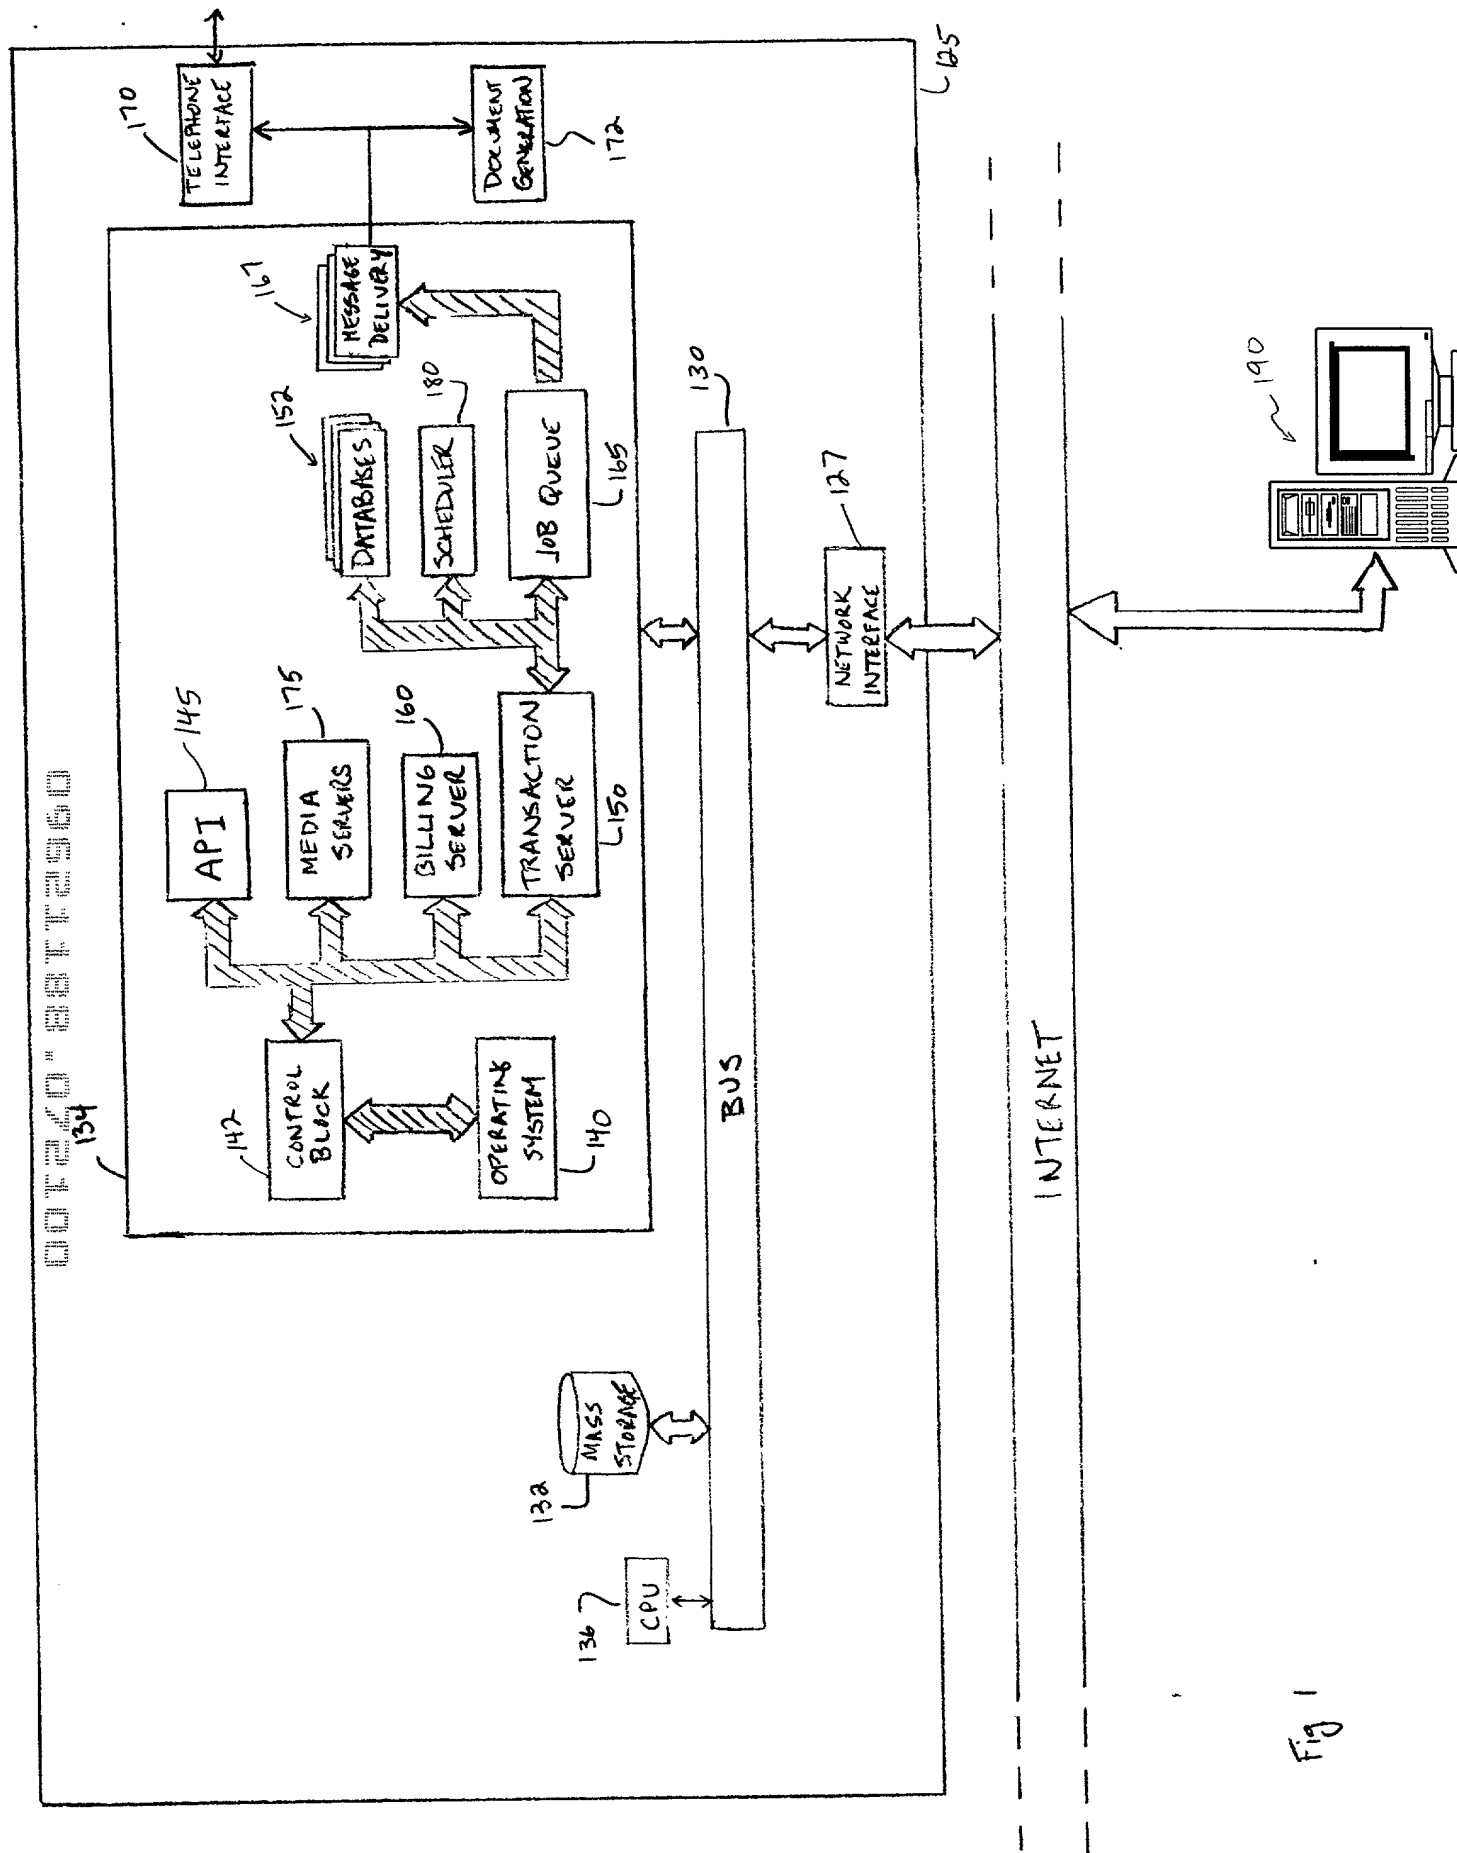 134
170
TELEPHONE
INTERFACE
145
API
142
CONTROL
BLOCK
175
MEDIA
SERVERS
152
DATABASES
167
MESSAGE
DELIVERY
160
BILLING
SERVER
180
SCHEDULER
OPERATING
SYSTEM
140
TRANSACTION
SERVER
150
JOB QUEUE
165
DOCUMENT
GENERATION
172
136
CPU
132
MASS
STORAGE
BUS
130
NETWORK
INTERFACE
127
125
INTERNET
190
Fig 1